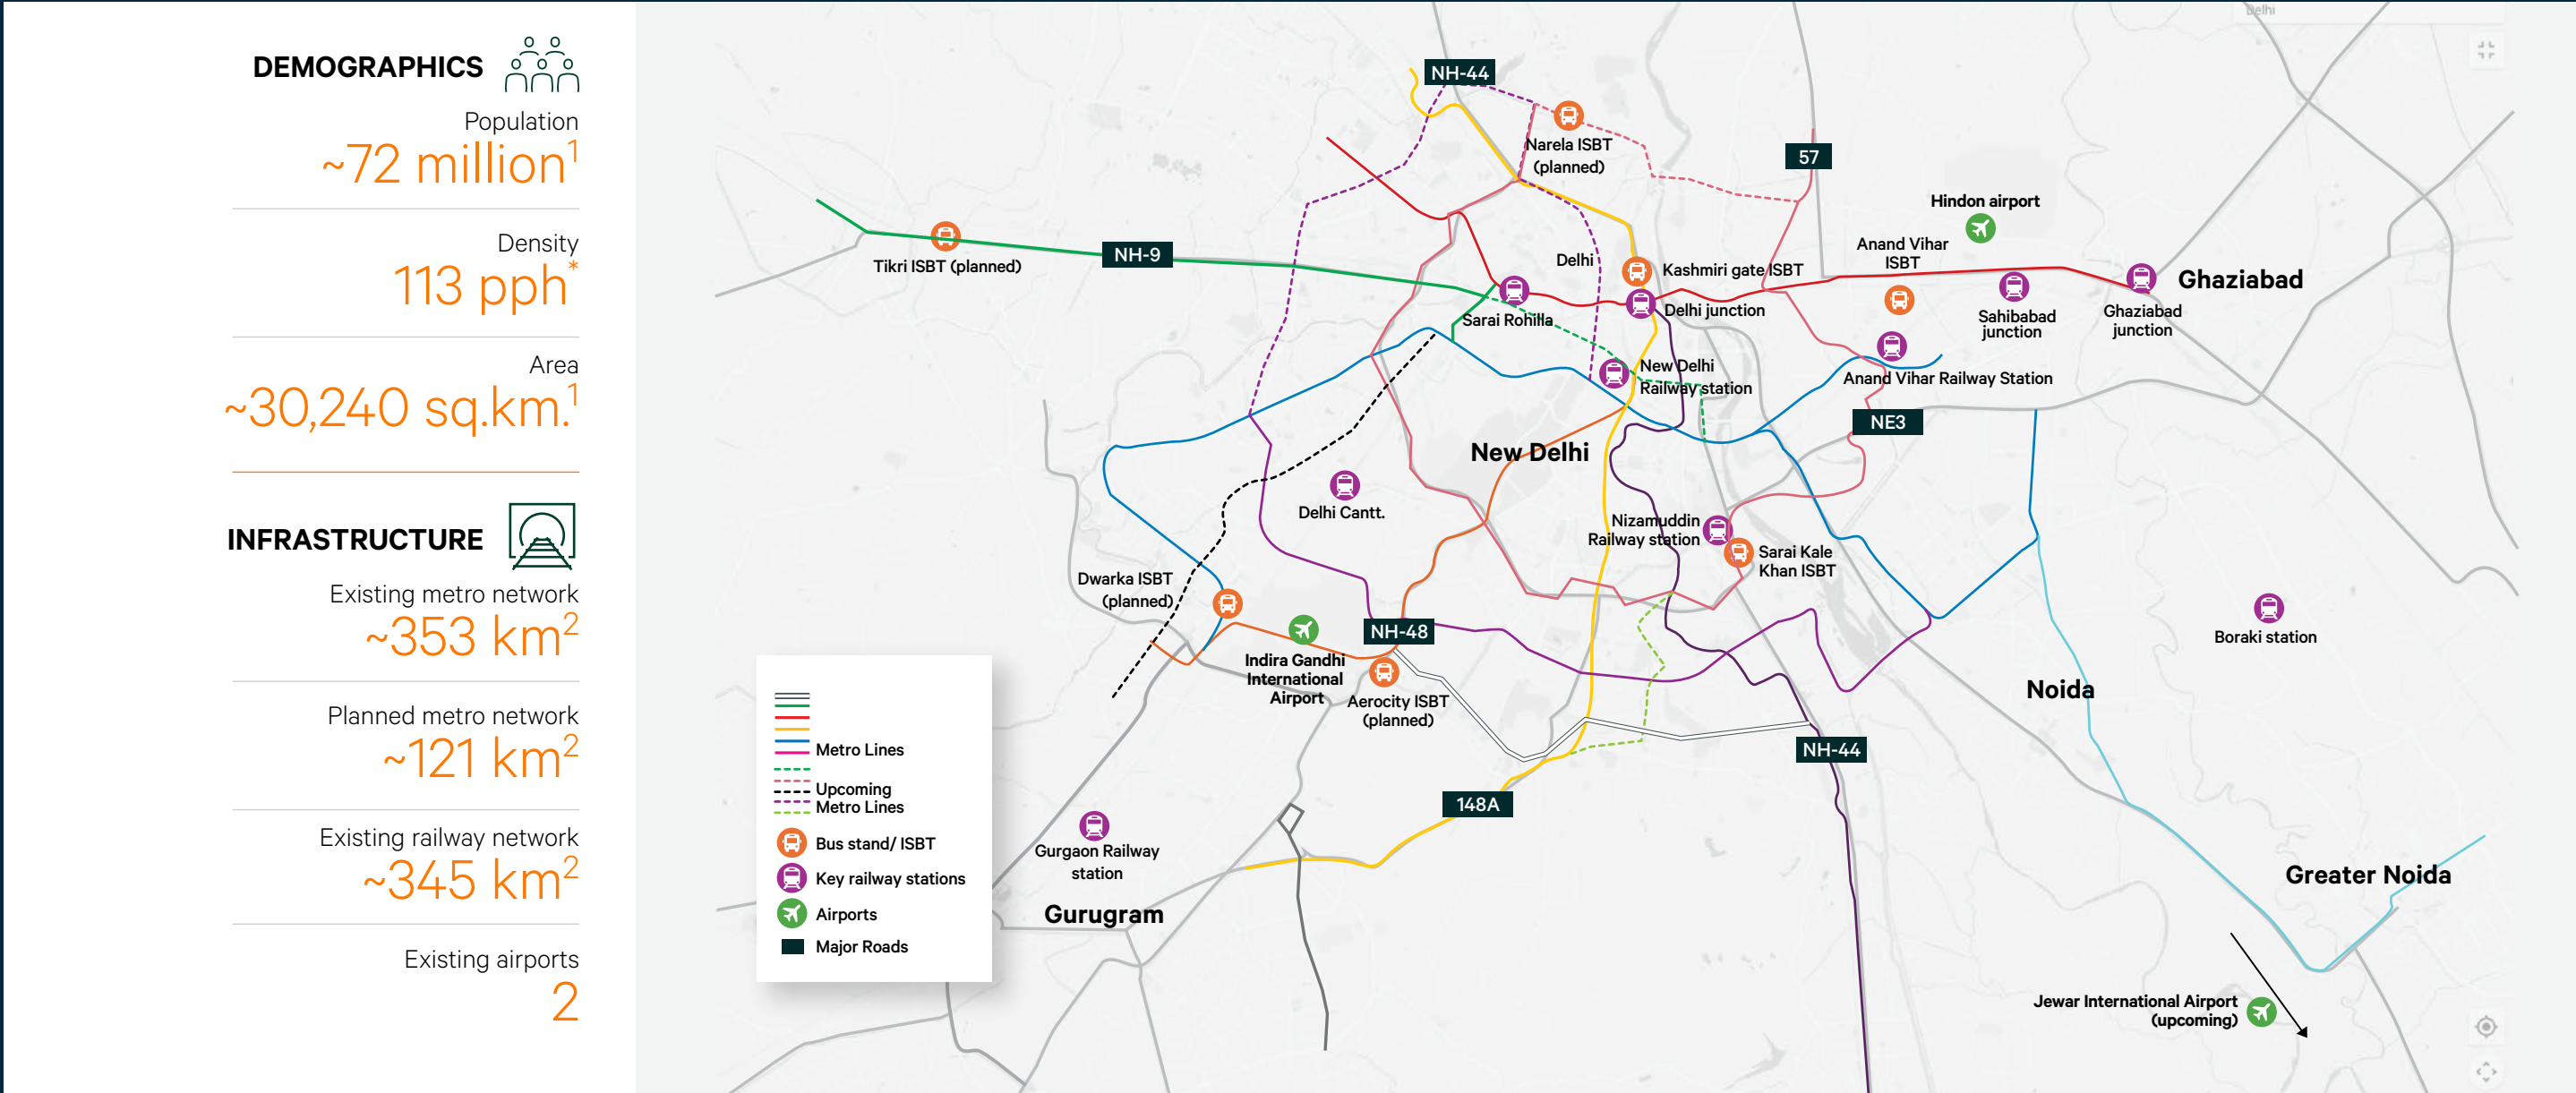 DEMOGRAPHICS
Population
~72 million1
Density
113 pph*
Area
~30,240 sq.km.1
INFRASTRUCTURE
Existing metro network
~353 km2
Planned metro network
~121 km2
Existing railway network
~345 km2
Existing airports
2
Delhi
NH-44
Narela ISBT
(planned)
57
Hindon airport
Tikri ISBT (planned)
NH-9
Delhi
Kashmiri gate ISBT
Anand Vihar
ISBT
Ghaziabad
Sarai Rohilla
Delhi junction
Sahibabad
junction
Ghaziabad
junction
New Delhi
Railway station
Anand Vihar Railway Station
NE3
New Delhi
Delhi Cantt.
Nizamuddin
Railway station
Sarai Kale
Khan ISBT
Dwarka ISBT
(planned)
NH-48
Boraki station
Indira Gandhi
International
Airport
Aerocity ISBT
(planned)
Noida
NH-44
148A
Gurgaon Railway
station
Gurugram
Greater Noida
Jewar International Airport
(upcoming)
Metro Lines
Upcoming
Metro Lines
Bus stand/ ISBT
Key railway stations
Airports
Major Roads